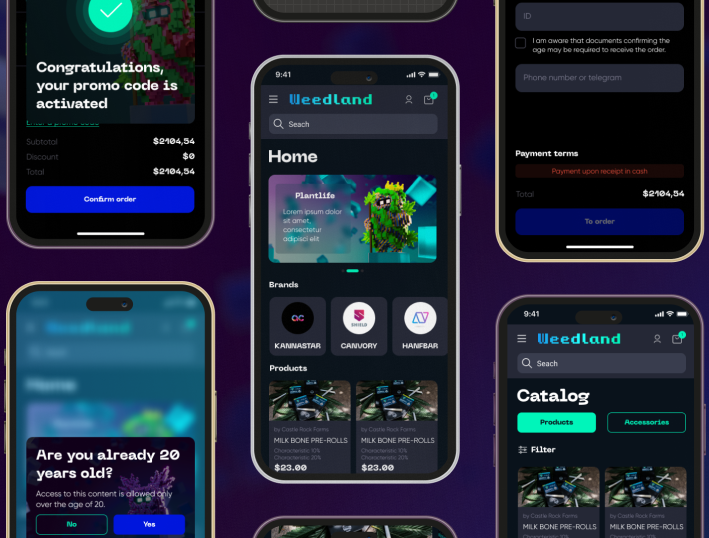 Congratulations,
your promo code is
activated
Enter a promo code
Subtotal $2104,54
Discount $0
Total $2104,54
Confirm order
Are you already 20
years old?
Access to this content is allowed only
over the age of 20.
No Yes
9:41
Weedland
1
Seach
Home
Plantlife
Lorem ipsum dolor
sit amet,
consectetur
adipisci elit
Brands
ac SHIELD
KANNASTAR CANVORY HANFBAR
Products
by Castle Rock Farms by Castle Rock Farms
MILK BONE PRE-ROLLS MILK BONE PRE-ROLLS
Characteristic: 10% Characteristic: 10%
Characteristic: 20% Characteristic: 20%
$23.00 $23.00
ID
I am aware that documents confirming the
age may be required to receive the order.
Phone number or telegram
Payment terms
Payment upon receipt in cash
Total $2104,54
To order
9:41
Weedland
1
Seach
Catalog
Products Accessories
Filter
by Castle Rock Farms by Castle Rock Farms
MILK BONE PRE-ROLLS MILK BONE PRE-ROLLS